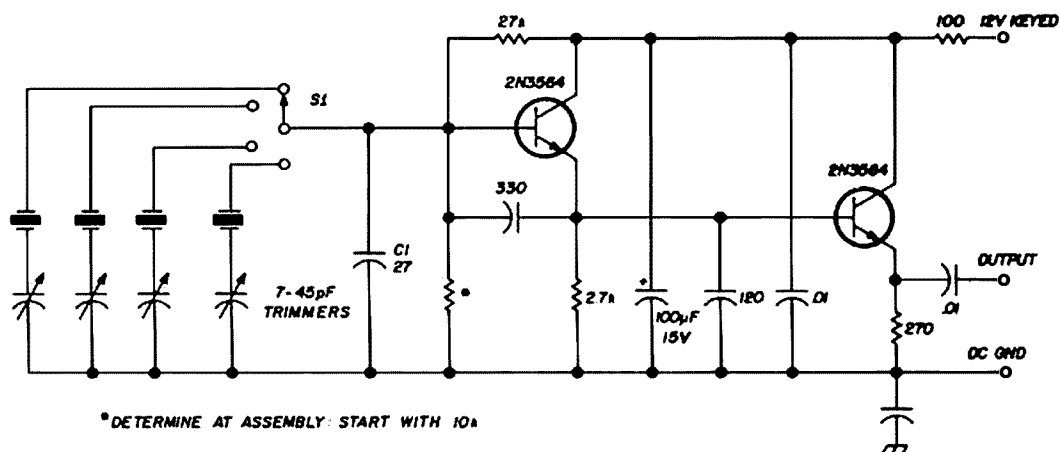 27k
100 12V KEYED
S1
2N3564
2N3564
330
C1
27
7-45pF
TRIMMERS
*
2.7k
+
100µF
15V
120
.01
OUTPUT
.01
270
DC GND
*DETERMINE AT ASSEMBLY: START WITH 10k